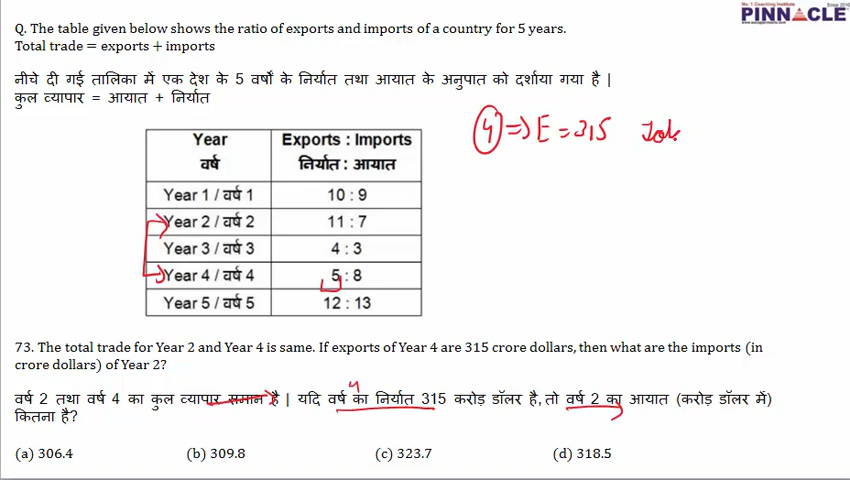 No. 1 Coaching Institute
PINNACLE
Q. The table given below shows the ratio of exports and imports of a country for 5 years.
Total trade = exports + imports
नीचे दी गई तालिका में एक देश के 5 वर्षों के निर्यात तथा आयात के अनुपात को दर्शाया गया है |
कुल व्यापार = आयात + निर्यात
4 => E = 315
Year Exports : Imports
वर्ष निर्यात : आयात
Year 1 / वर्ष 1 10 : 9
Year 2 / वर्ष 2 11 : 7
Year 3 / वर्ष 3 4 : 3
Year 4 / वर्ष 4 5 : 8
Year 5 / वर्ष 5 12 : 13
73. The total trade for Year 2 and Year 4 is same. If exports of Year 4 are 315 crore dollars, then what are the imports (in
crore dollars) of Year 2?
4
वर्ष 2 तथा वर्ष 4 का कुल व्यापार समान है | यदि वर्ष का निर्यात 315 करोड़ डॉलर है, तो वर्ष 2 का आयात (करोड़ डॉलर में)
कितना है?
(a) 306.4 (b) 309.8 (c) 323.7 (d) 318.5